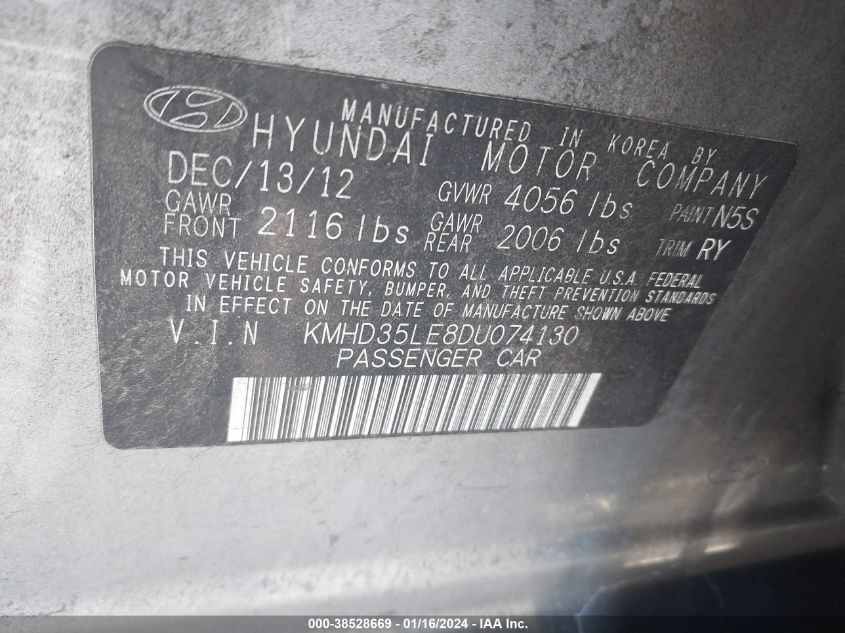 MANUFACTURED IN KOREA BY
HYUNDAI MOTOR COMPANY
DEC/13/12 GVWR 4056 lbs PAINT N5S
GAWR FRONT 2116 lbs GAWR REAR 2006 lbs TRIM RY
THIS VEHICLE CONFORMS TO ALL APPLICABLE U.S.A. FEDERAL
MOTOR VEHICLE SAFETY, BUMPER, AND THEFT PREVENTION STANDARDS
IN EFFECT ON THE DATE OF MANUFACTURE SHOWN ABOVE
V.I.N KMHD35LE8DU074130
PASSENGER CAR
000-38528669 - 01/16/2024 - IAAI.com